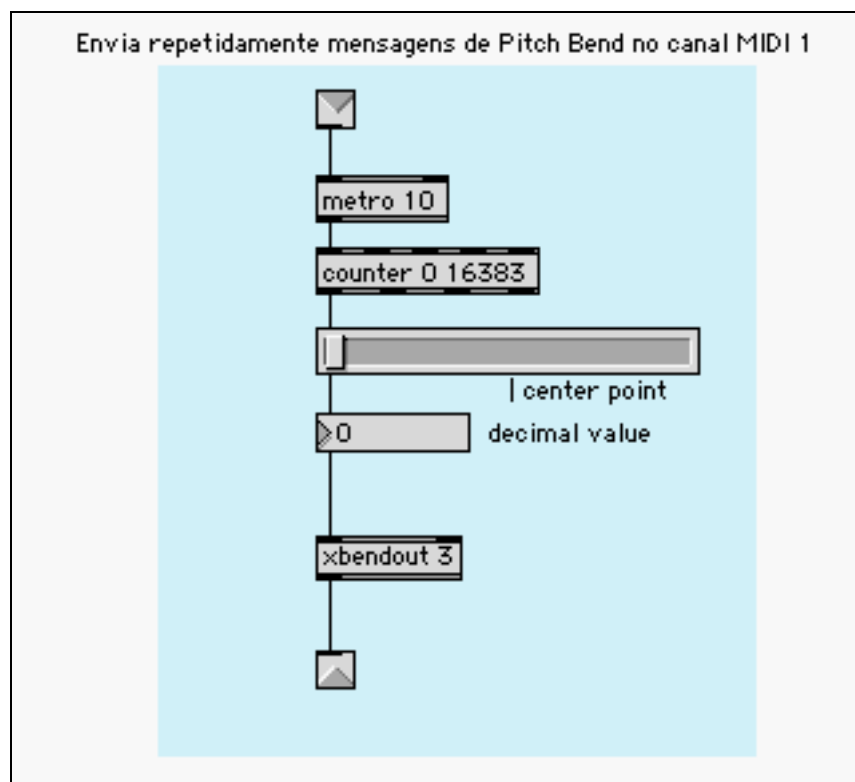 Envia repetidamente mensagens de Pitch Bend no canal MIDI 1
metro 10
counter 0 16383
| center point
0 decimal value
xbendout 3